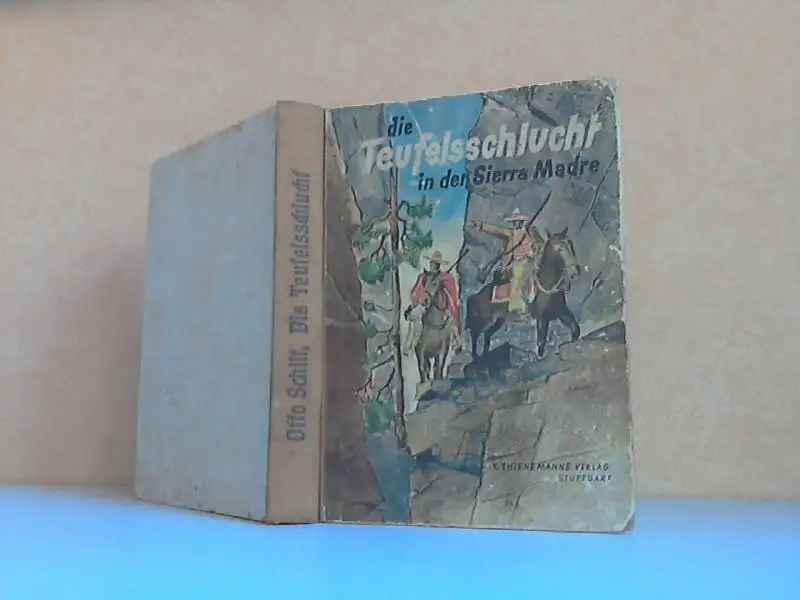 die
Teufelsschlucht
in der Sierra Madre
K. THIENEMANNS VERLAG
STUTTGART
Otto Schilf, Die Teufelsschlucht